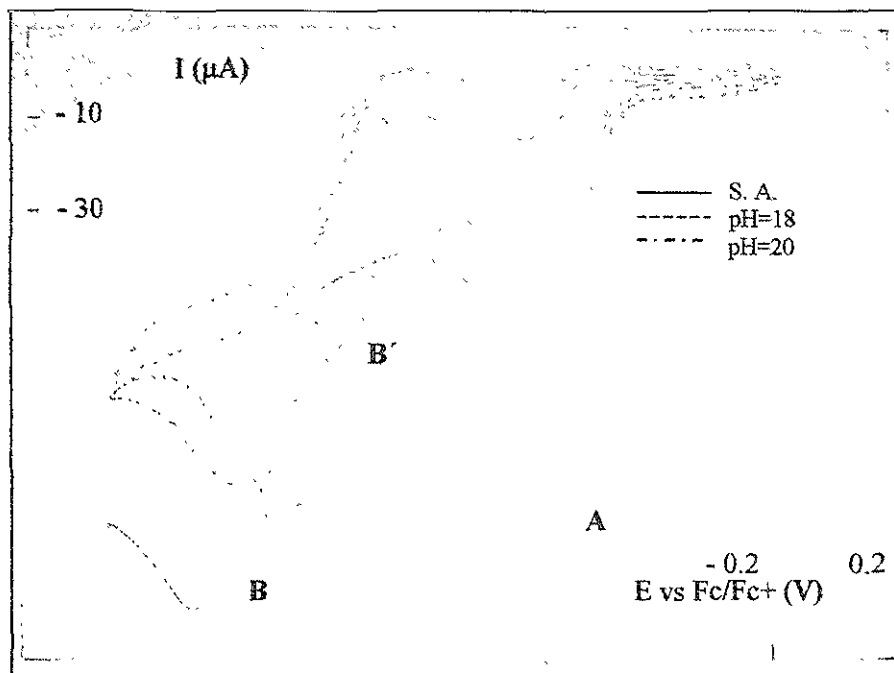 I (µA)
- 10
- 30
S. A.
pH=18
pH=20
B´
A
- 0.2 0.2
B
E vs Fc/Fc+ (V)